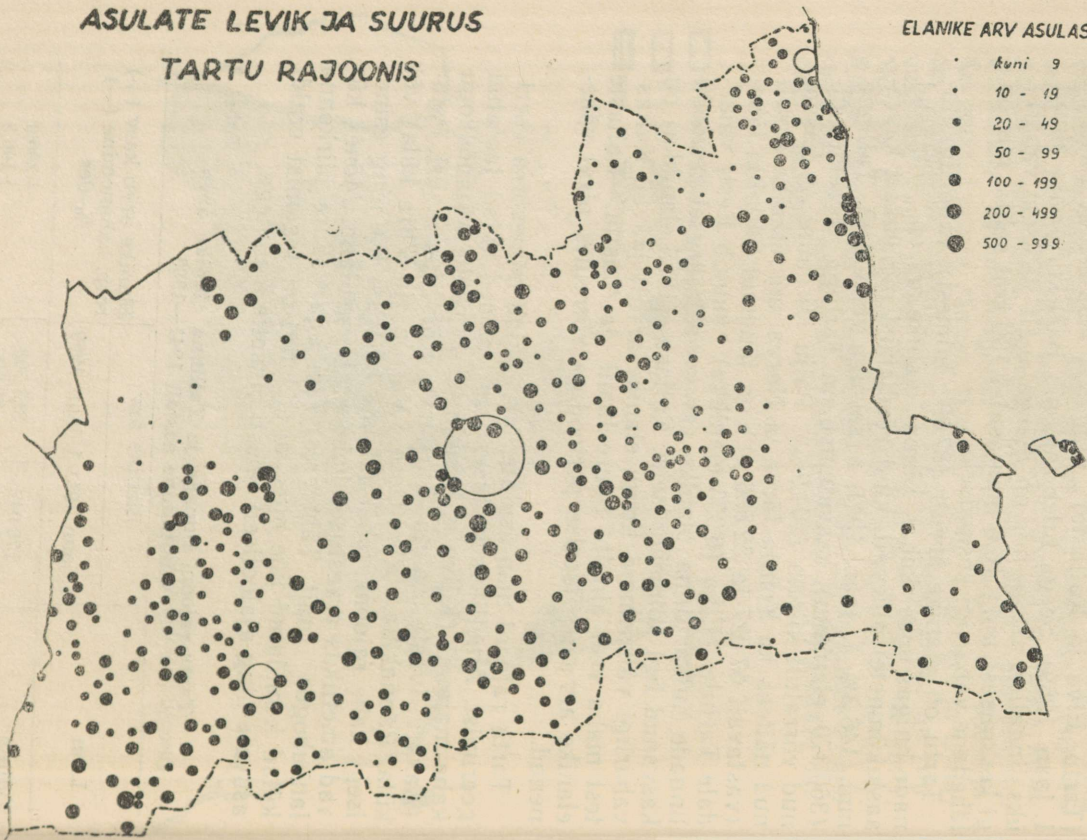 ASULATE LEVIK JA SUURUS
TARTU RAJOONIS
ELANIKE ARV ASULAS
kuni 9
10 - 19
20 - 49
50 - 99
100 - 199
200 - 499
500 - 999